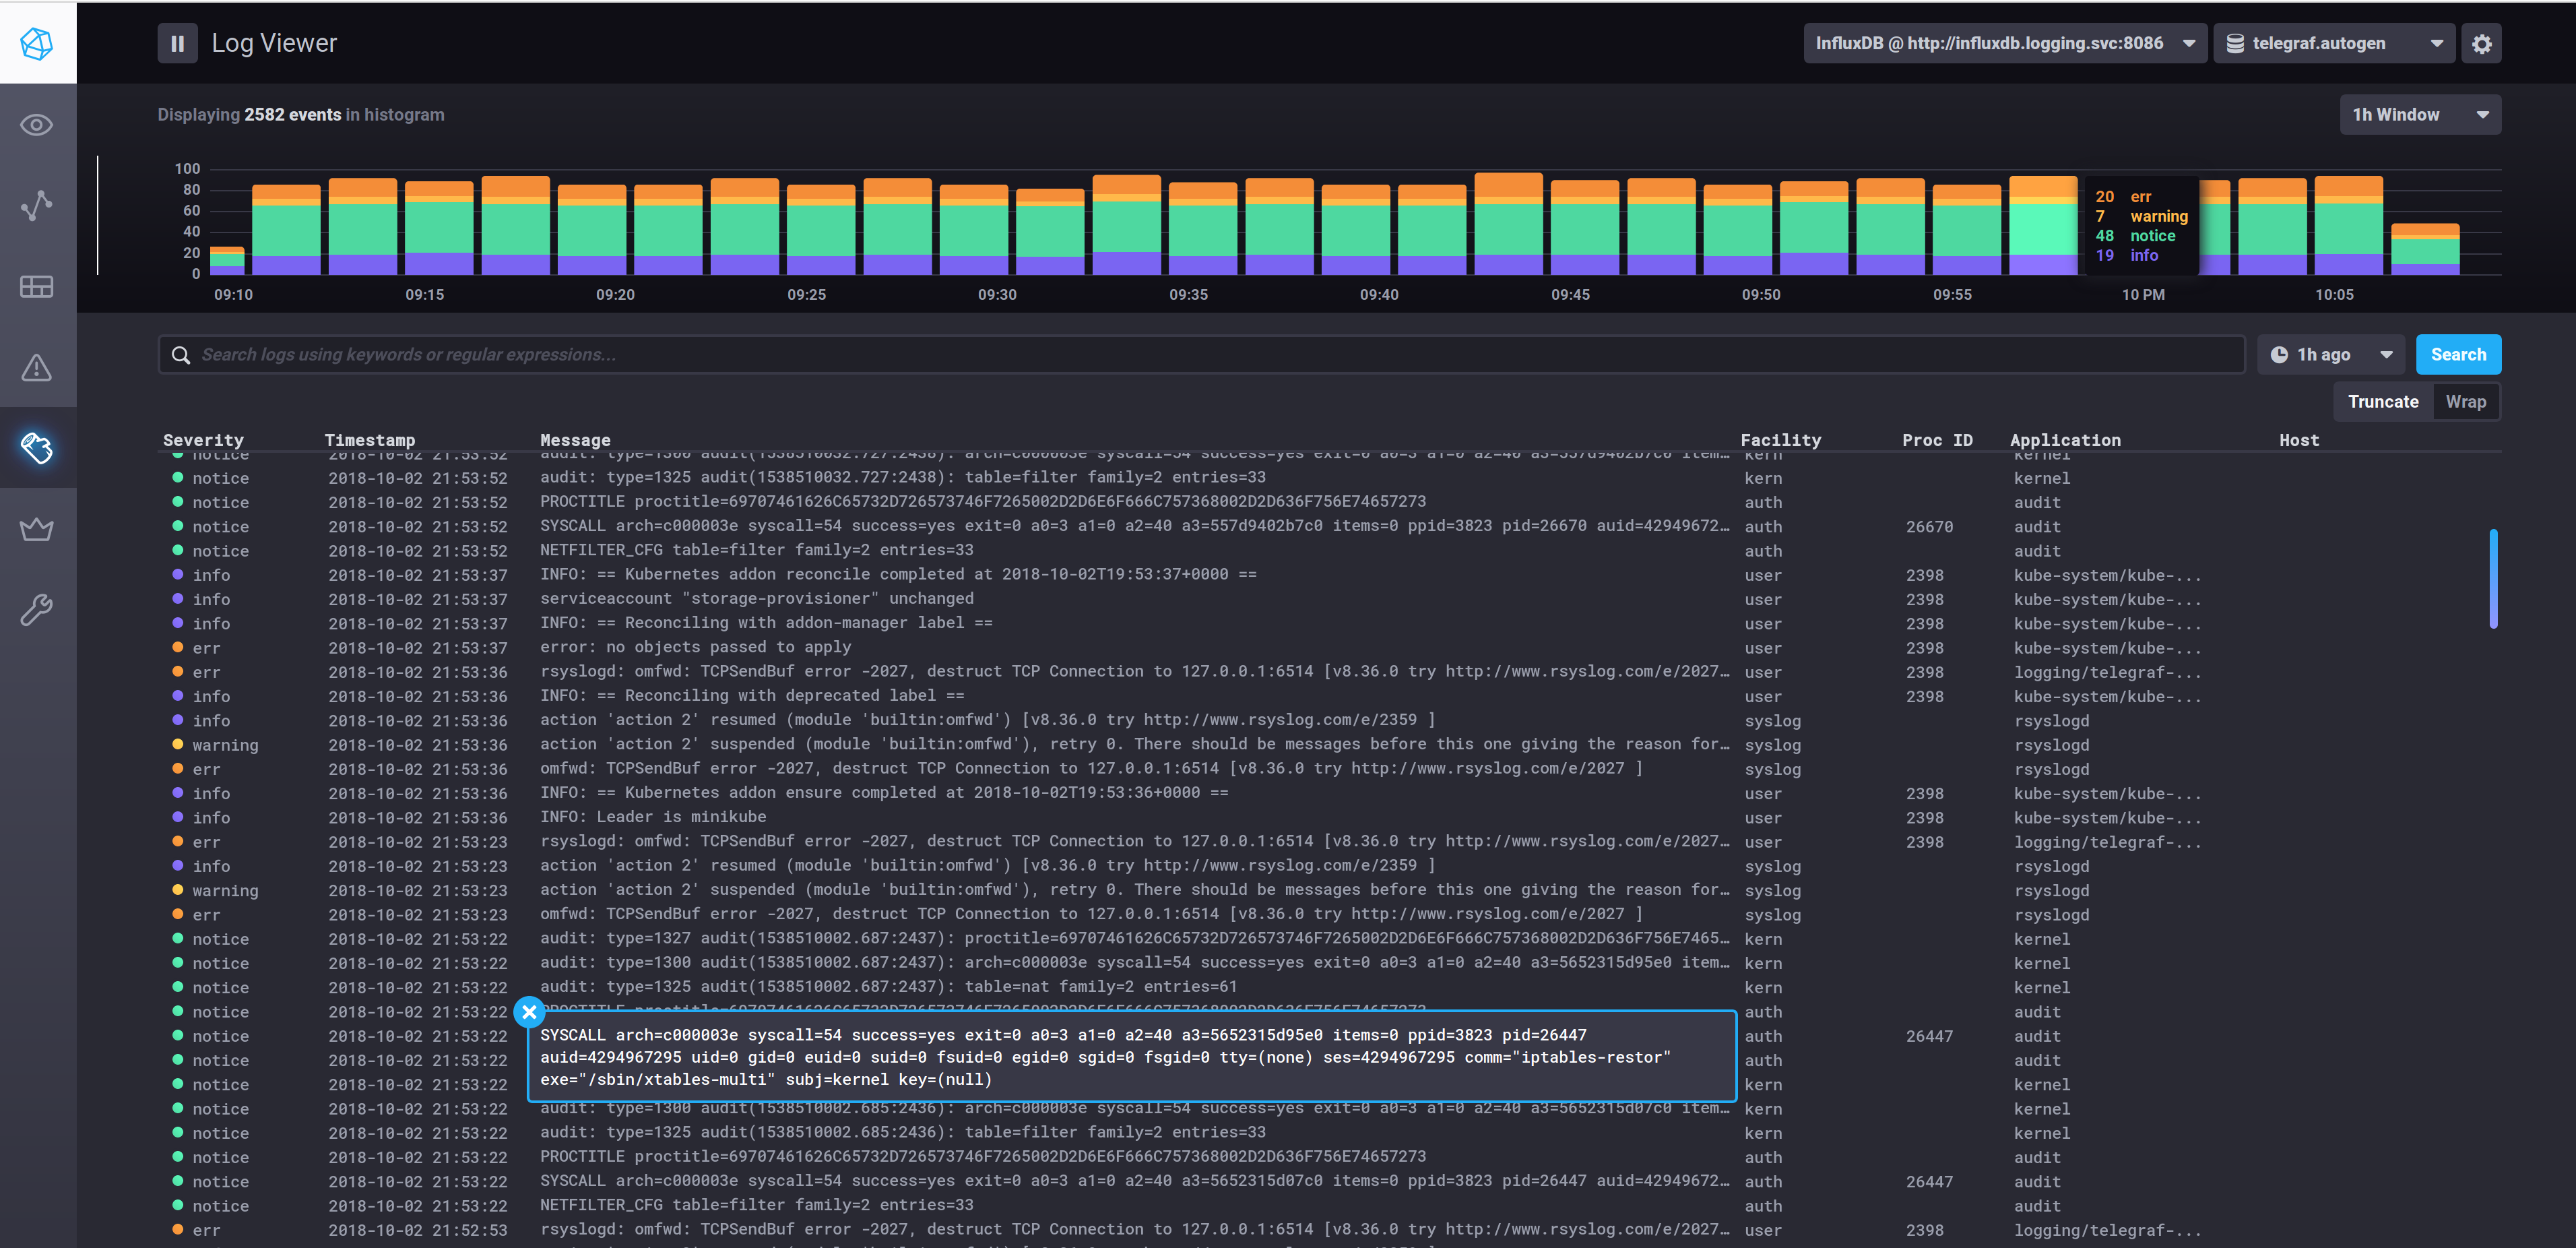 Log Viewer
InfluxDB @ http://influxdb.logging.svc:8086
telegraf.autogen
Displaying 2582 events in histogram
1h Window
100
80
60
40
20
0
20 err
7 warning
48 notice
19 info
09:10 09:15 09:20 09:25 09:30 09:35 09:40 09:45 09:50 09:55 10 PM 10:05
Search logs using keywords or regular expressions...
1h ago
Search
Truncate Wrap
Severity Timestamp Message Facility Proc ID Application Host
notice 2018-10-02 21:53:52 audit: type=1300 audit(1538510032.727:2438): arch=c000003e syscall=54 success=yes exit=0 a0=3 a1=0 a2=40 a3=557d9402b7c0 item… kern kernel
notice 2018-10-02 21:53:52 audit: type=1325 audit(1538510032.727:2438): table=filter family=2 entries=33 kern kernel
notice 2018-10-02 21:53:52 PROCTITLE proctitle=69707461626C65732D726573746F7265002D2D6E6F666C757368002D2D636F756E74657273 auth audit
notice 2018-10-02 21:53:52 SYSCALL arch=c000003e syscall=54 success=yes exit=0 a0=3 a1=0 a2=40 a3=557d9402b7c0 items=0 ppid=3823 pid=26670 auid=42949672… auth 26670 audit
notice 2018-10-02 21:53:52 NETFILTER_CFG table=filter family=2 entries=33 auth audit
info 2018-10-02 21:53:37 INFO: == Kubernetes addon reconcile completed at 2018-10-02T19:53:37+0000 == user 2398 kube-system/kube-...
info 2018-10-02 21:53:37 serviceaccount "storage-provisioner" unchanged user 2398 kube-system/kube-...
info 2018-10-02 21:53:37 INFO: == Reconciling with addon-manager label == user 2398 kube-system/kube-...
err 2018-10-02 21:53:37 error: no objects passed to apply user 2398 kube-system/kube-...
err 2018-10-02 21:53:36 rsyslogd: omfwd: TCPSendBuf error -2027, destruct TCP Connection to 127.0.0.1:6514 [v8.36.0 try http://www.rsyslog.com/e/2027… user 2398 logging/telegraf-...
info 2018-10-02 21:53:36 INFO: == Reconciling with deprecated label == user 2398 kube-system/kube-...
info 2018-10-02 21:53:36 action 'action 2' resumed (module 'builtin:omfwd') [v8.36.0 try http://www.rsyslog.com/e/2359 ] syslog rsyslogd
warning 2018-10-02 21:53:36 action 'action 2' suspended (module 'builtin:omfwd'), retry 0. There should be messages before this one giving the reason for… syslog rsyslogd
err 2018-10-02 21:53:36 omfwd: TCPSendBuf error -2027, destruct TCP Connection to 127.0.0.1:6514 [v8.36.0 try http://www.rsyslog.com/e/2027 ] syslog rsyslogd
info 2018-10-02 21:53:36 INFO: == Kubernetes addon ensure completed at 2018-10-02T19:53:36+0000 == user 2398 kube-system/kube-...
info 2018-10-02 21:53:36 INFO: Leader is minikube user 2398 kube-system/kube-...
err 2018-10-02 21:53:23 rsyslogd: omfwd: TCPSendBuf error -2027, destruct TCP Connection to 127.0.0.1:6514 [v8.36.0 try http://www.rsyslog.com/e/2027… user 2398 logging/telegraf-...
info 2018-10-02 21:53:23 action 'action 2' resumed (module 'builtin:omfwd') [v8.36.0 try http://www.rsyslog.com/e/2359 ] syslog rsyslogd
warning 2018-10-02 21:53:23 action 'action 2' suspended (module 'builtin:omfwd'), retry 0. There should be messages before this one giving the reason for… syslog rsyslogd
err 2018-10-02 21:53:23 omfwd: TCPSendBuf error -2027, destruct TCP Connection to 127.0.0.1:6514 [v8.36.0 try http://www.rsyslog.com/e/2027 ] syslog rsyslogd
notice 2018-10-02 21:53:22 audit: type=1327 audit(1538510002.687:2437): proctitle=69707461626C65732D726573746F7265002D2D6E6F666C757368002D2D636F756E7465… kern kernel
notice 2018-10-02 21:53:22 audit: type=1300 audit(1538510002.687:2437): arch=c000003e syscall=54 success=yes exit=0 a0=3 a1=0 a2=40 a3=5652315d95e0 item… kern kernel
notice 2018-10-02 21:53:22 audit: type=1325 audit(1538510002.687:2437): table=nat family=2 entries=61 kern kernel
notice 2018-10-02 21:53:22 PROCTITLE proctitle=69707461626C65732D726573746F7265002D2D6E6F666C757368002D2D636F756E74657273 auth audit
notice 2018-10-02 21:53:22 SYSCALL arch=c000003e syscall=54 success=yes exit=0 a0=3 a1=0 a2=40 a3=5652315d95e0 items=0 ppid=3823 pid=26447 auth 26447 audit
notice 2018-10-02 21:53:22 auid=4294967295 uid=0 gid=0 euid=0 suid=0 fsuid=0 egid=0 sgid=0 fsgid=0 tty=(none) ses=4294967295 comm="iptables-restor" auth audit
notice 2018-10-02 21:53:22 exe="/sbin/xtables-multi" subj=kernel key=(null) kern kernel
notice 2018-10-02 21:53:22 audit: type=1300 audit(1538510002.685:2436): arch=c000003e syscall=54 success=yes exit=0 a0=3 a1=0 a2=40 a3=5652315d07c0 item… kern kernel
notice 2018-10-02 21:53:22 audit: type=1325 audit(1538510002.685:2436): table=filter family=2 entries=33 kern kernel
notice 2018-10-02 21:53:22 PROCTITLE proctitle=69707461626C65732D726573746F7265002D2D6E6F666C757368002D2D636F756E74657273 auth audit
notice 2018-10-02 21:53:22 SYSCALL arch=c000003e syscall=54 success=yes exit=0 a0=3 a1=0 a2=40 a3=5652315d07c0 items=0 ppid=3823 pid=26447 auid=42949672… auth 26447 audit
notice 2018-10-02 21:53:22 NETFILTER_CFG table=filter family=2 entries=33 auth audit
err 2018-10-02 21:52:53 rsyslogd: omfwd: TCPSendBuf error -2027, destruct TCP Connection to 127.0.0.1:6514 [v8.36.0 try http://www.rsyslog.com/e/2027… user 2398 logging/telegraf-...